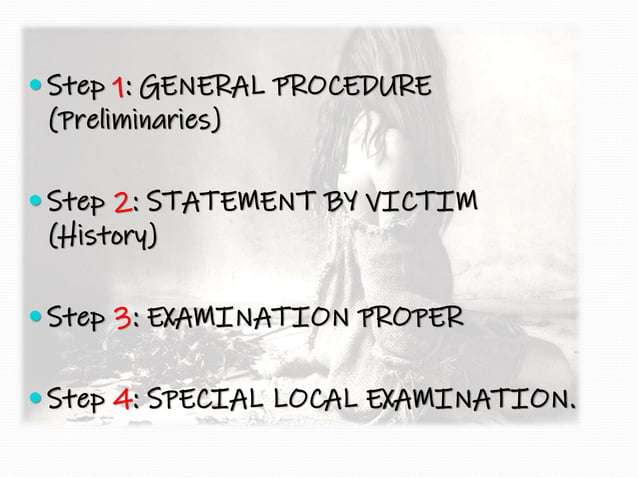 Step 1: GENERAL PROCEDURE
(Preliminaries)
Step 2: STATEMENT BY VICTIM
(History)
Step 3: EXAMINATION PROPER
Step 4: SPECIAL LOCAL EXAMINATION.